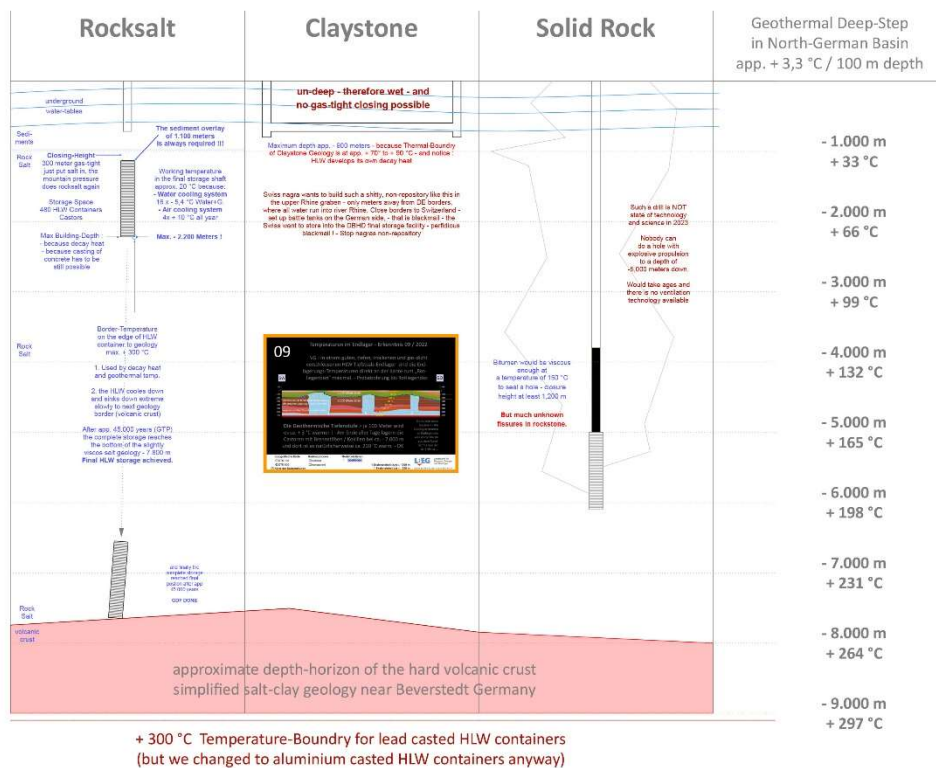 Rocksalt
Claystone
Solid Rock
Geothermal Deep-Step
in North-German Basin
app. + 3,3 °C / 100 m depth
underground
water-tables
Sedi-
ments
Rock
Salt
The sediment overlay
of 1.100 meters
is always required !!!
Closing-Height
300 meter gas-tight
just put salt in, the
mountain pressure
does rocksalt again
Storage Space
480 HLW Containers
Castors
Max Building-Depth
- because decay heat
- because casting of
concrete has to be
still possible
Working temperature
in the final storage shaft
approx. 20 °C because:
- Water cooling system
- Air cooling system
4x + 10 °C all year
Max. - 2.200 Meters !
Border-Temperature
on the edge of HLW
container to geology
max. + 300 °C
1. Used by decay heat
and geothermal temp.
2. the HLW cools down
and sinks down extreme
slowly to next geology
border (volcanic crust)
After app. 45.000 years (GTP)
the complete storage reaches
the bottom of the slightly
viscos salt geology - 7.800 m
Final HLW storage achieved.
Rock
Salt
Rock
Salt
volcanic
crust
un-deep - therefore wet - and
no gas-tight closing possible
Maximum depth app. - 800 meters - because Thermal-Boundry
of Claystone Geology is at app. + 70° to + 90 °C - and notice :
HLW develops its own decay heat
Swiss nagra wants to build such a shitty, non-repository like this in
the upper Rhine graben - only meters away from DE borders,
where all water run into river Rhine. Close borders to Switzerland -
set up battle tanks on the German side, - that is blackmail - the
Swiss want to store into the DBHD final storage facility - perfidious
blackmail ! - Stop nagra non-repository
09
Temperaturen im Endlager - Erkenntnis 09 / 2022
Such a drill is NOT
state of technology
and science in 2023
Nobody can
do a hole with
explosive propulsion
to a depth of
-5,000 meters down.
Would take ages and
there is no ventilation
technology available
Bitumen would be viscous
enough at
a temperature of 150 °C
to seal a hole - closure
height at least 1,200 m
But much unknown
fissures in rockstone.
- 1.000 m
+ 33 °C
- 2.000 m
+ 66 °C
- 3.000 m
+ 99 °C
- 4.000 m
+ 132 °C
- 5.000 m
+ 165 °C
- 6.000 m
+ 198 °C
- 7.000 m
+ 231 °C
- 8.000 m
+ 264 °C
- 9.000 m
+ 297 °C
approximate depth-horizon of the hard volcanic crust
simplified salt-clay geology near Beverstedt Germany
+ 300 °C Temperature-Boundry for lead casted HLW containers
(but we changed to aluminium casted HLW containers anyway)